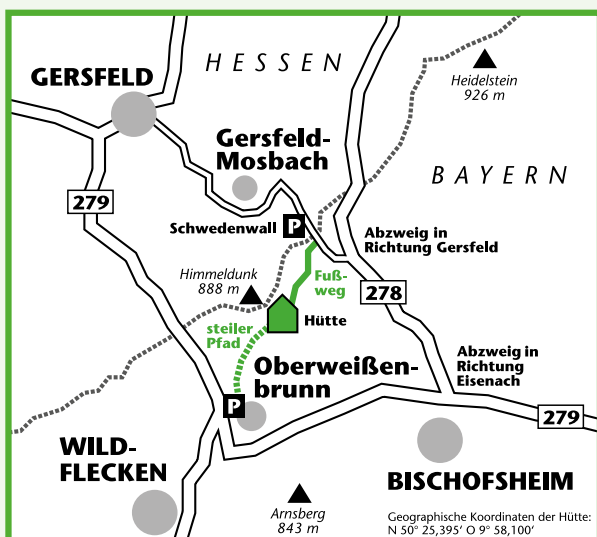 HESSEN
GERSFELD
Heidelstein
926 m
Gersfeld-
Mosbach
BAYERN
279
P
Schwedenwall
Abzweig in
Richtung Gersfeld
Himmeldunk
888 m
Fuß-
weg
278
Hütte
steiler
Pfad
Oberweißen-
brunn
Abzweig in
Richtung
Eisenach
P
279
WILD-
FLECKEN
BISCHOFSHEIM
Arnsberg
843 m
Geographische Koordinaten der Hütte:
N 50° 25,395' O 9° 58,100'